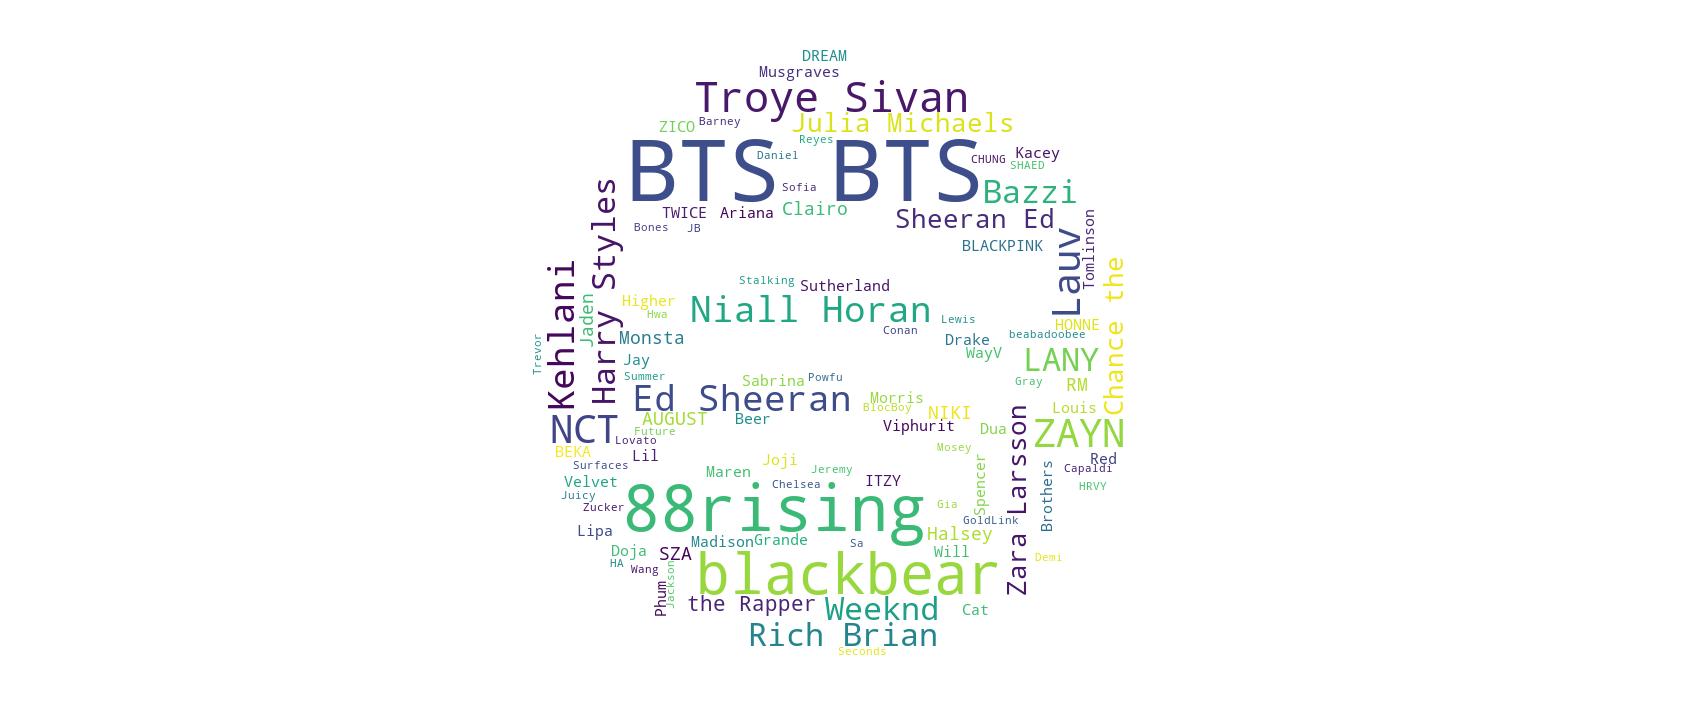 DREAM
Musgraves
Troye Sivan
ZICO
Barney
Julia Michaels
Reyes
BTS BTS
Daniel
CHUNG
Kacey
SHAED
Sofia
Bazzi
TWICE
Ariana
Clairo
Sheeran Ed
Bones
JB
BLACKPINK
Harry Styles
Kehlani
Lauv
Tomlinson
Chance the
Stalking
Sutherland
Higher
Hwa
Jaden
Niall Horan
Lewis
HONNE
Conan
Trevor
Monsta
Drake
beabadoobee
WayV
LANY
Jay
Summer
Sabrina
Powfu
Gray
RM
Ed Sheeran
Morris
BlocBoy
NIKI
Louis
AUGUST
Beer
Viphurit
Dua
NCT
Future
Lovato
ZAYN
BEKA
Lil
Mosey
Surfaces
Joji
Red
Capaldi
Velvet
Maren
Jeremy
Chelsea
ITZY
Spencer
Zara Larsson
Brothers
HRVY
Juicy
Zucker
88rising
Gia
GoldLink
Lipa
Madison
Grande
Sa
Halsey
Will
Doja
SZA
HA
Wang
Demi
blackbear
Phum
Jackson
the Rapper
Weeknd
Cat
Rich Brian
Seconds